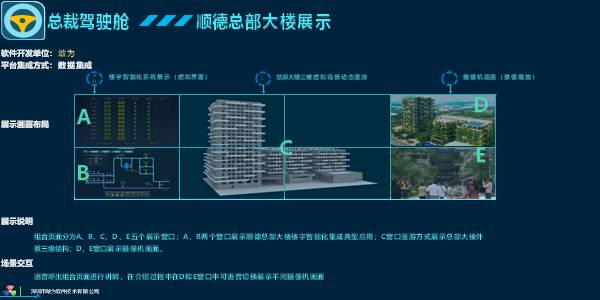 总裁驾驶舱 顺德总部大楼展示
软件开发单位： 敢为
平台集成方式： 数据集成
楼宇智能化系统展示（虚拟界面）
总部大楼三维虚拟场景动态漫游
摄像机画面（录像播放）
展示画面布局
A
B
C
D
E
展示说明
组合页面分为A、B、C、D、E五个展示窗口；A、B两个窗口展示顺德总部大楼楼宇智能化集成典型应用；C窗口漫游方式展示总部大楼外
景三维结构；D、E窗口展示摄像机画面。
场景交互
语音呼出组合页面进行讲解，在介绍过程中在D和E窗口中可语音切换展示不同摄像机画面
深圳市敢为软件技术有限公司